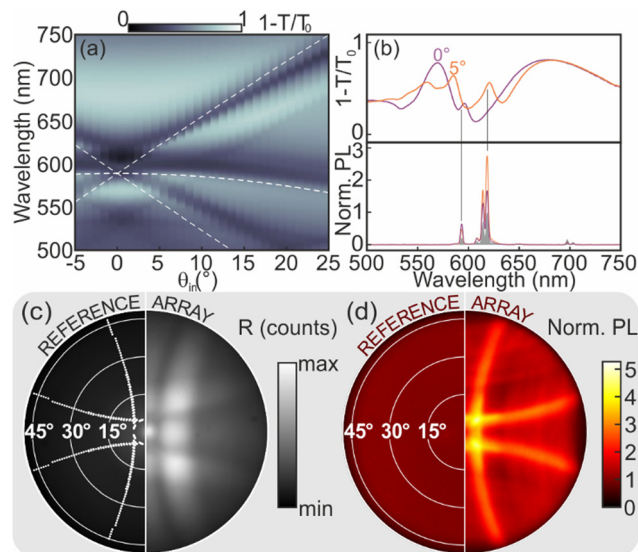 0 1 1-T/T0
(a)
750
700
650
600
550
500
Wavelength (nm)
-5 0 5 10 15 20 25
θin(°)
(b)
0°
5°
0
1
1-T/T0
3
2
1
0
Norm. PL
500 550 600 650 700 750
Wavelength (nm)
(c)
REFERENCE ARRAY
45° 30° 15°
R (counts)
max
min
(d)
REFERENCE ARRAY
45° 30° 15°
Norm. PL
5
4
3
2
1
0